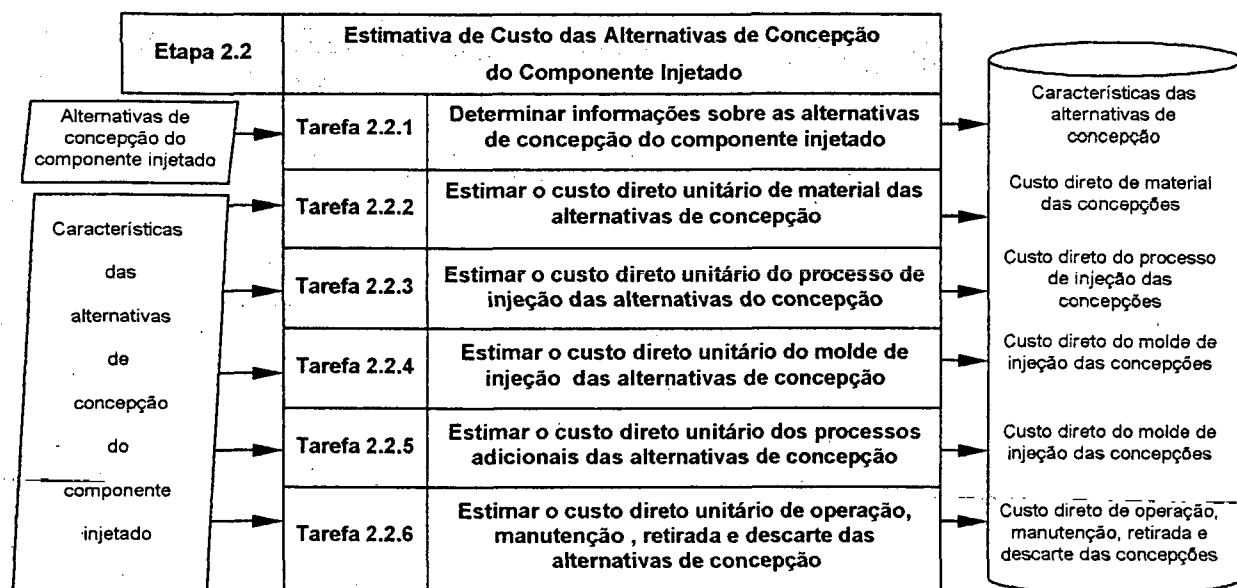 Etapa 2.2
Estimativa de Custo das Alternativas de Concepção
do Componente Injetado
Alternativas de
concepção do
componente injetado
Tarefa 2.2.1
Determinar informações sobre as alternativas
de concepção do componente injetado
Características das
alternativas de
concepção
Características
das
alternativas
de
concepção
do
componente
injetado
Tarefa 2.2.2
Estimar o custo direto unitário de material das
alternativas de concepção
Custo direto de material
das concepções
Tarefa 2.2.3
Estimar o custo direto unitário do processo de
injeção das alternativas do concepção
Custo direto do processo
de injeção das
concepções
Tarefa 2.2.4
Estimar o custo direto unitário do molde de
injeção das alternativas de concepção
Custo direto do molde de
injeção das concepções
Tarefa 2.2.5
Estimar o custo direto unitário dos processos
adicionais das alternativas de concepção
Custo direto do molde de
injeção das concepções
Tarefa 2.2.6
Estimar o custo direto unitário de operação,
manutenção , retirada e descarte das
alternativas de concepção
Custo direto de operação,
manutenção, retirada e
descarte das concepções